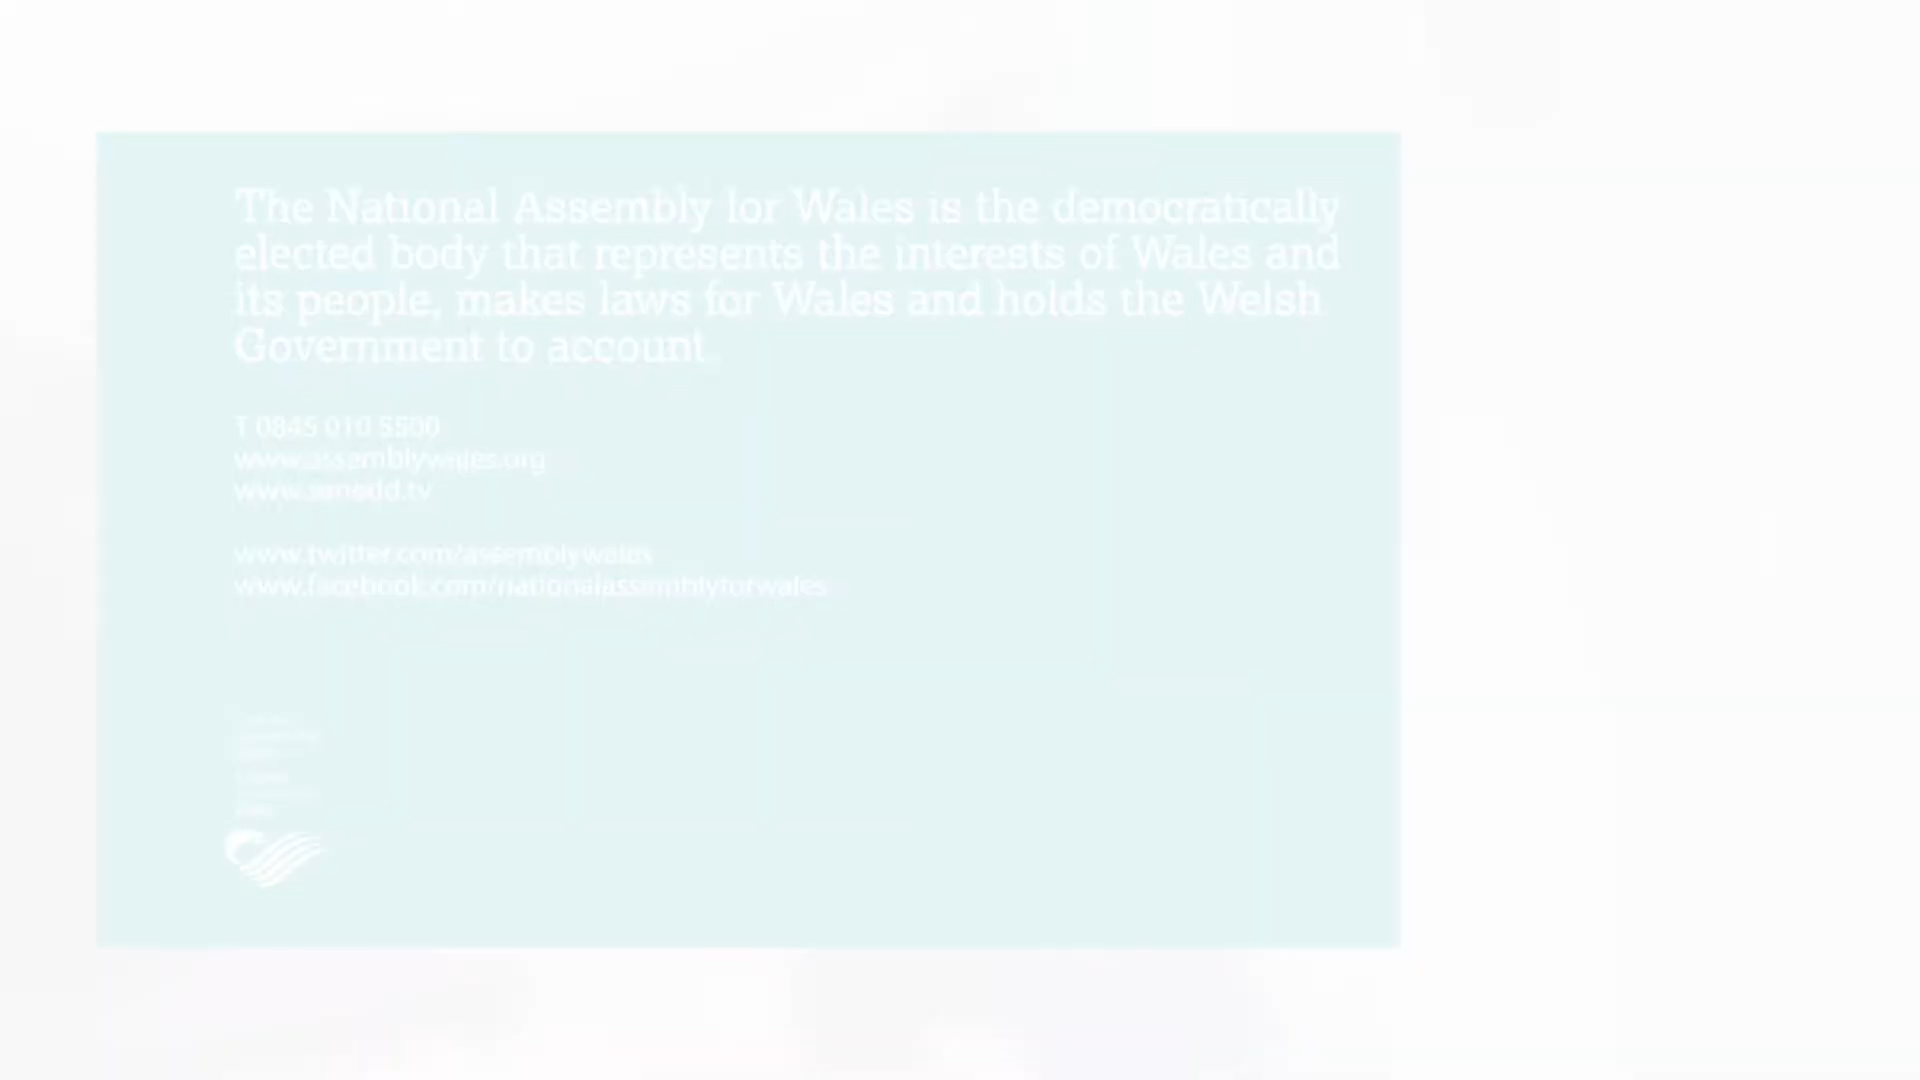 The National Assembly for Wales is the democratically
elected body that represents the interests of Wales and
its people, makes laws for Wales and holds the Welsh
Government to account
T 0845 010 5500
www.assemblywales.org
www.senedd.tv
www.twitter.com/assemblywales
www.facebook.com/nationalassemblyforwales